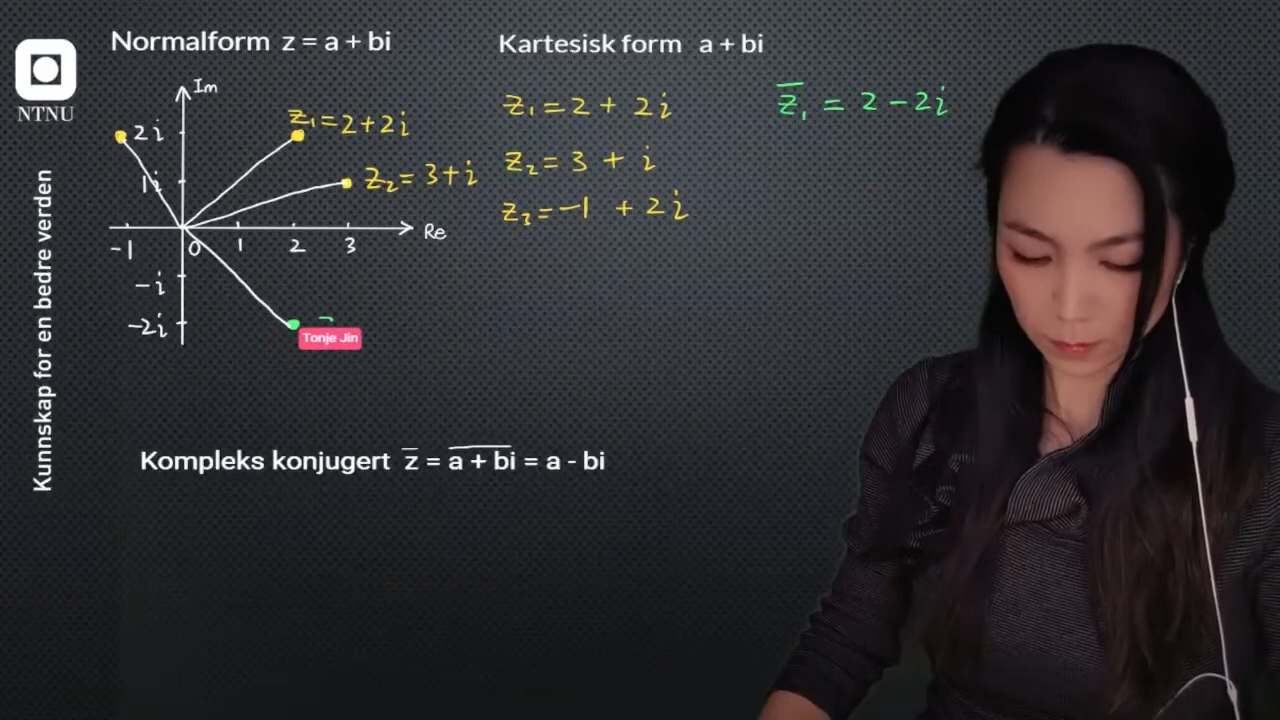 Normalform z = a + bi
Kartesisk form a + bi
NTNU
Kunnskap for en bedre verden
Im
2i
1i
-1 0 1 2 3
Re
-i
-2i
z₁=2+2i
z₂=3+i
Tonje Jin
z₁ = 2 + 2i
z₂ = 3 + i
z₃ = -1 + 2i
z̅₁ = 2 - 2i
Kompleks konjugert z̅ = a̅ ̅+̅ ̅b̅i̅ = a - bi